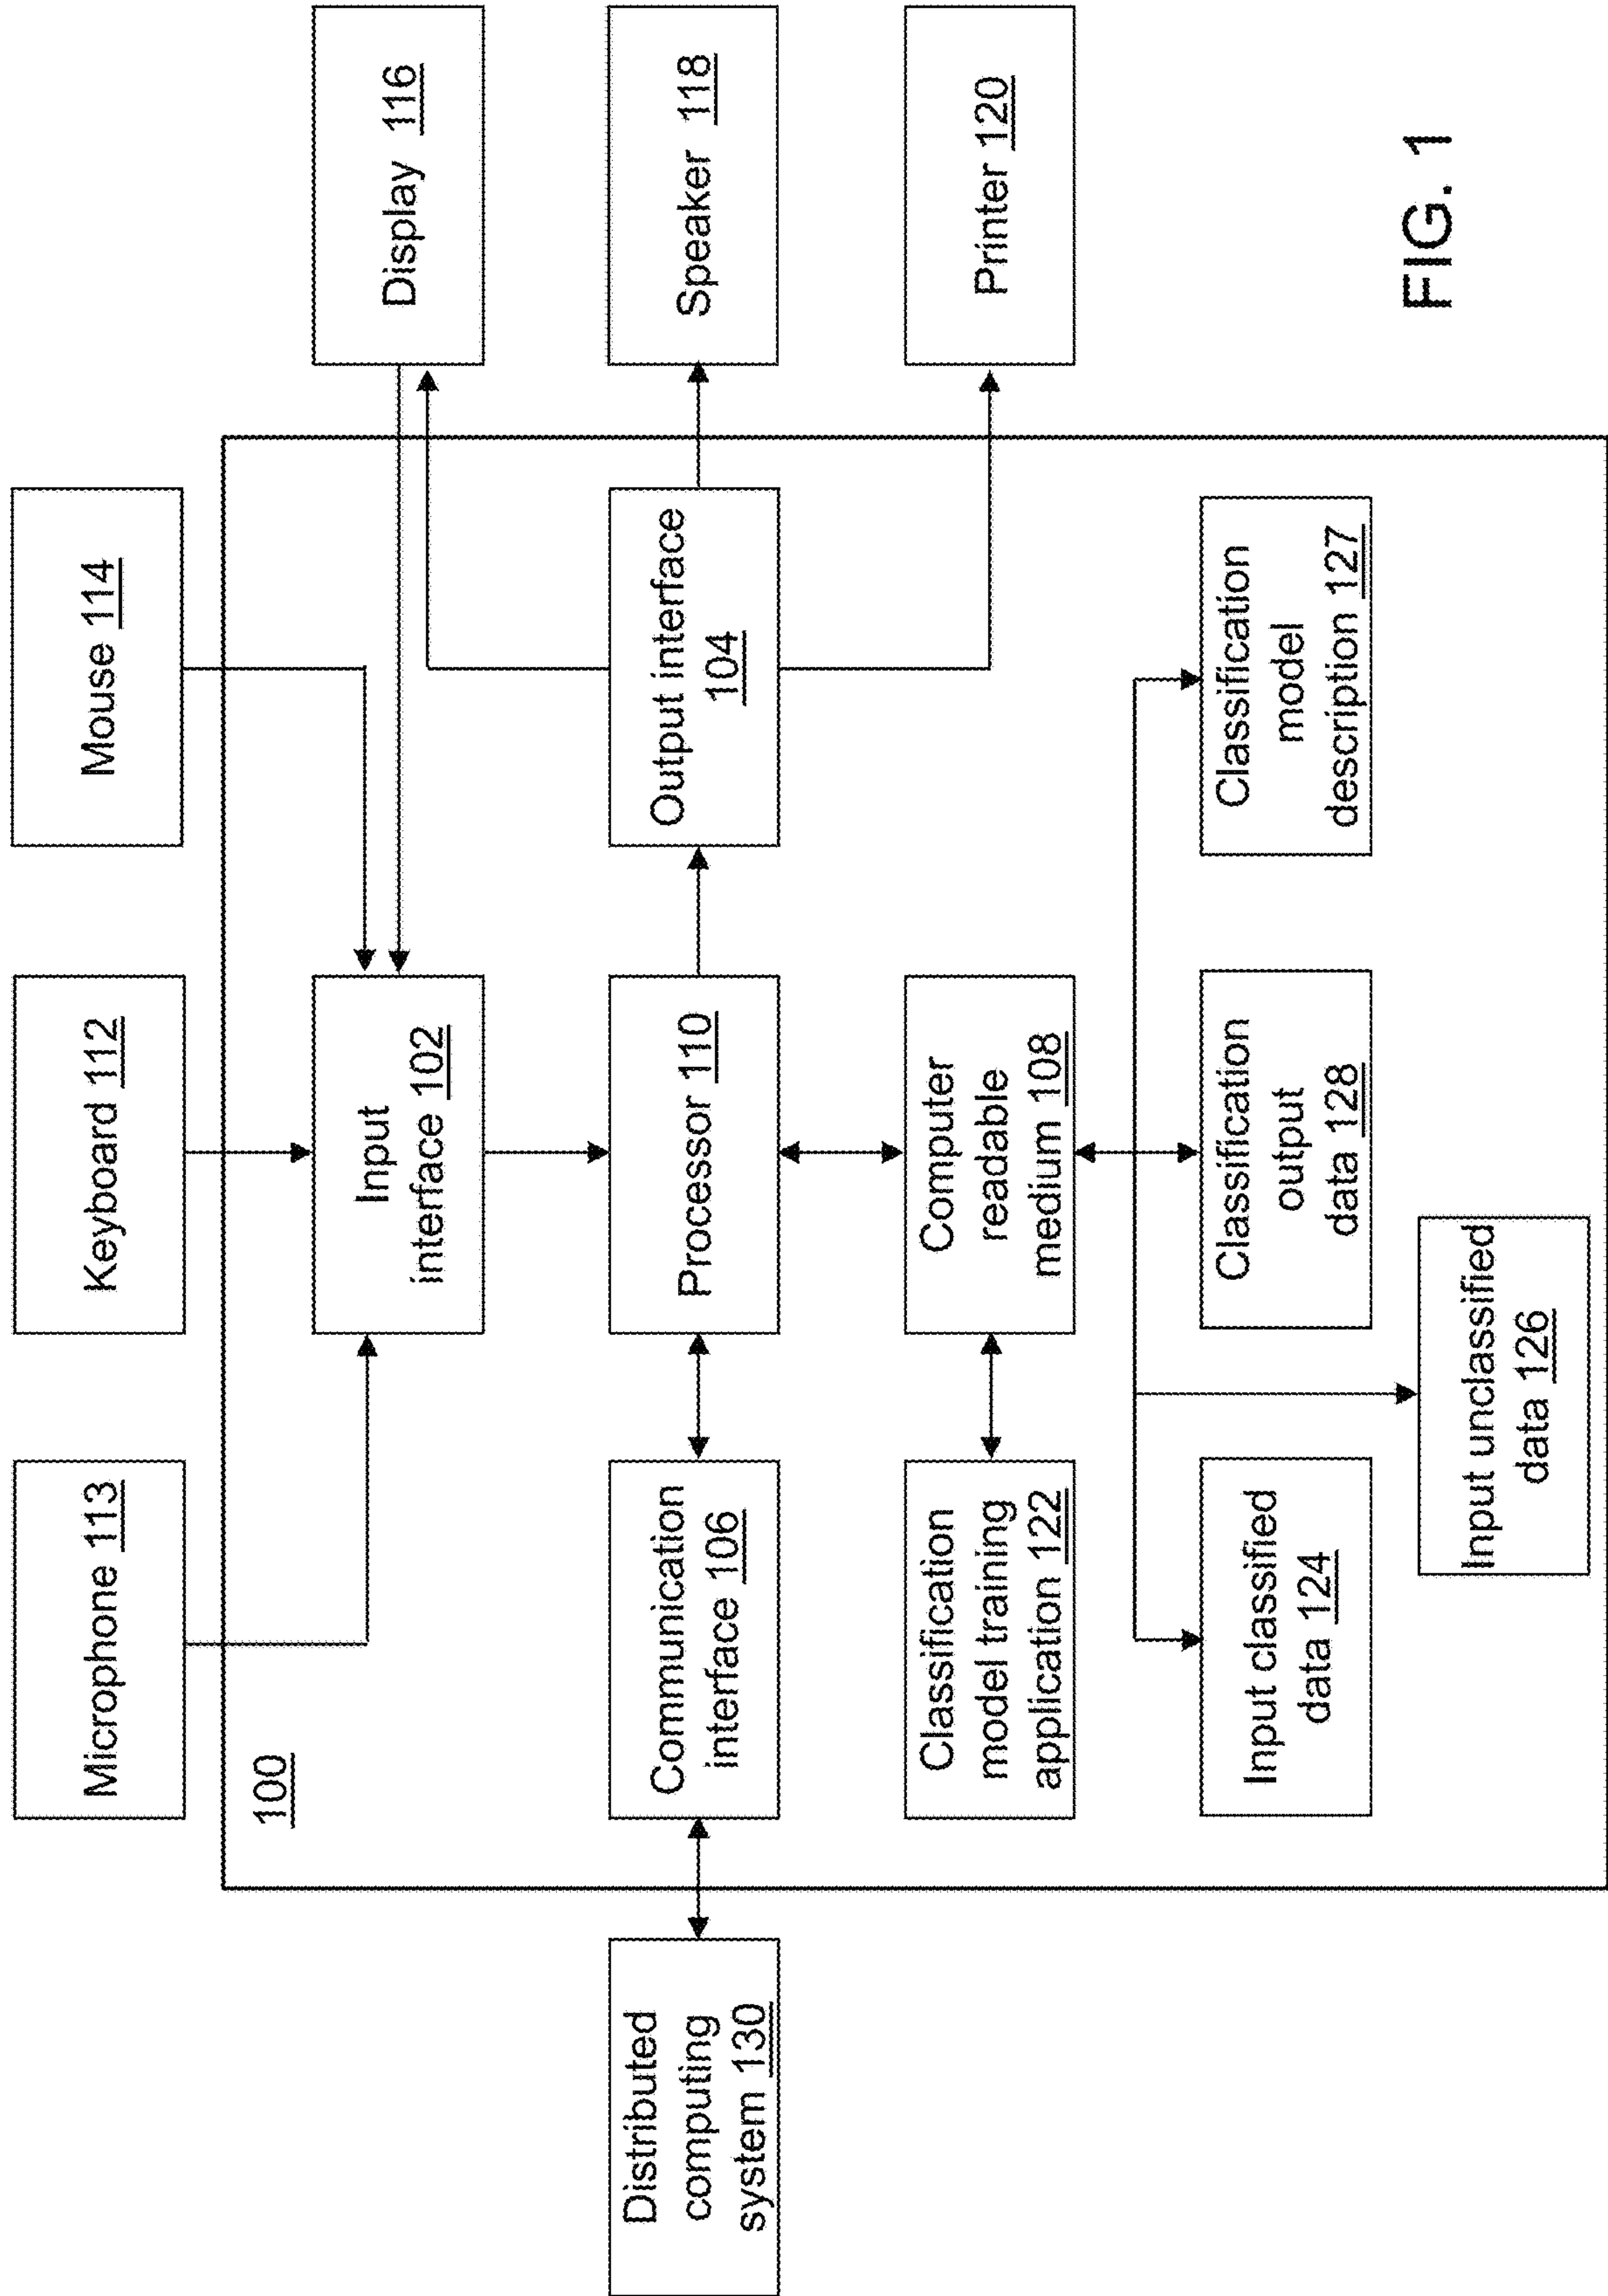 Microphone 113
Keyboard 112
Mouse 114
100
Input
interface 102
Display 116
Distributed
computing
system 130
Communication
interface 106
Processor 110
Output interface
104
Speaker 118
Classification
model training
application 122
Computer
readable
medium 108
Printer 120
Input classified
data 124
Classification
output
data 128
Classification
model
description 127
Input unclassified
data 126
FIG. 1